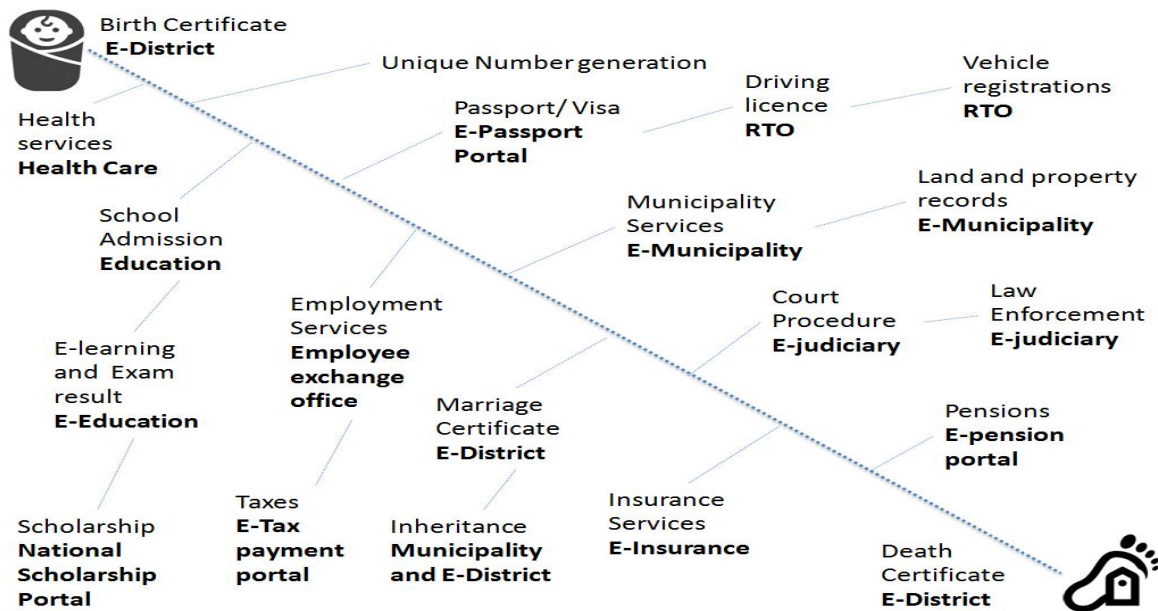 Birth Certificate
E-District
Unique Number generation
Health
services
Health Care
Passport/ Visa
E-Passport
Portal
Driving
licence
RTO
Vehicle
registrations
RTO
School
Admission
Education
Municipality
Services
E-Municipality
Land and property
records
E-Municipality
Employment
Services
Employee
exchange
office
Court
Procedure
E-judiciary
Law
Enforcement
E-judiciary
E-learning
and Exam
result
E-Education
Marriage
Certificate
E-District
Pensions
E-pension
portal
Scholarship
National
Scholarship
Portal
Taxes
E-Tax
payment
portal
Inheritance
Municipality
and E-District
Insurance
Services
E-Insurance
Death
Certificate
E-District